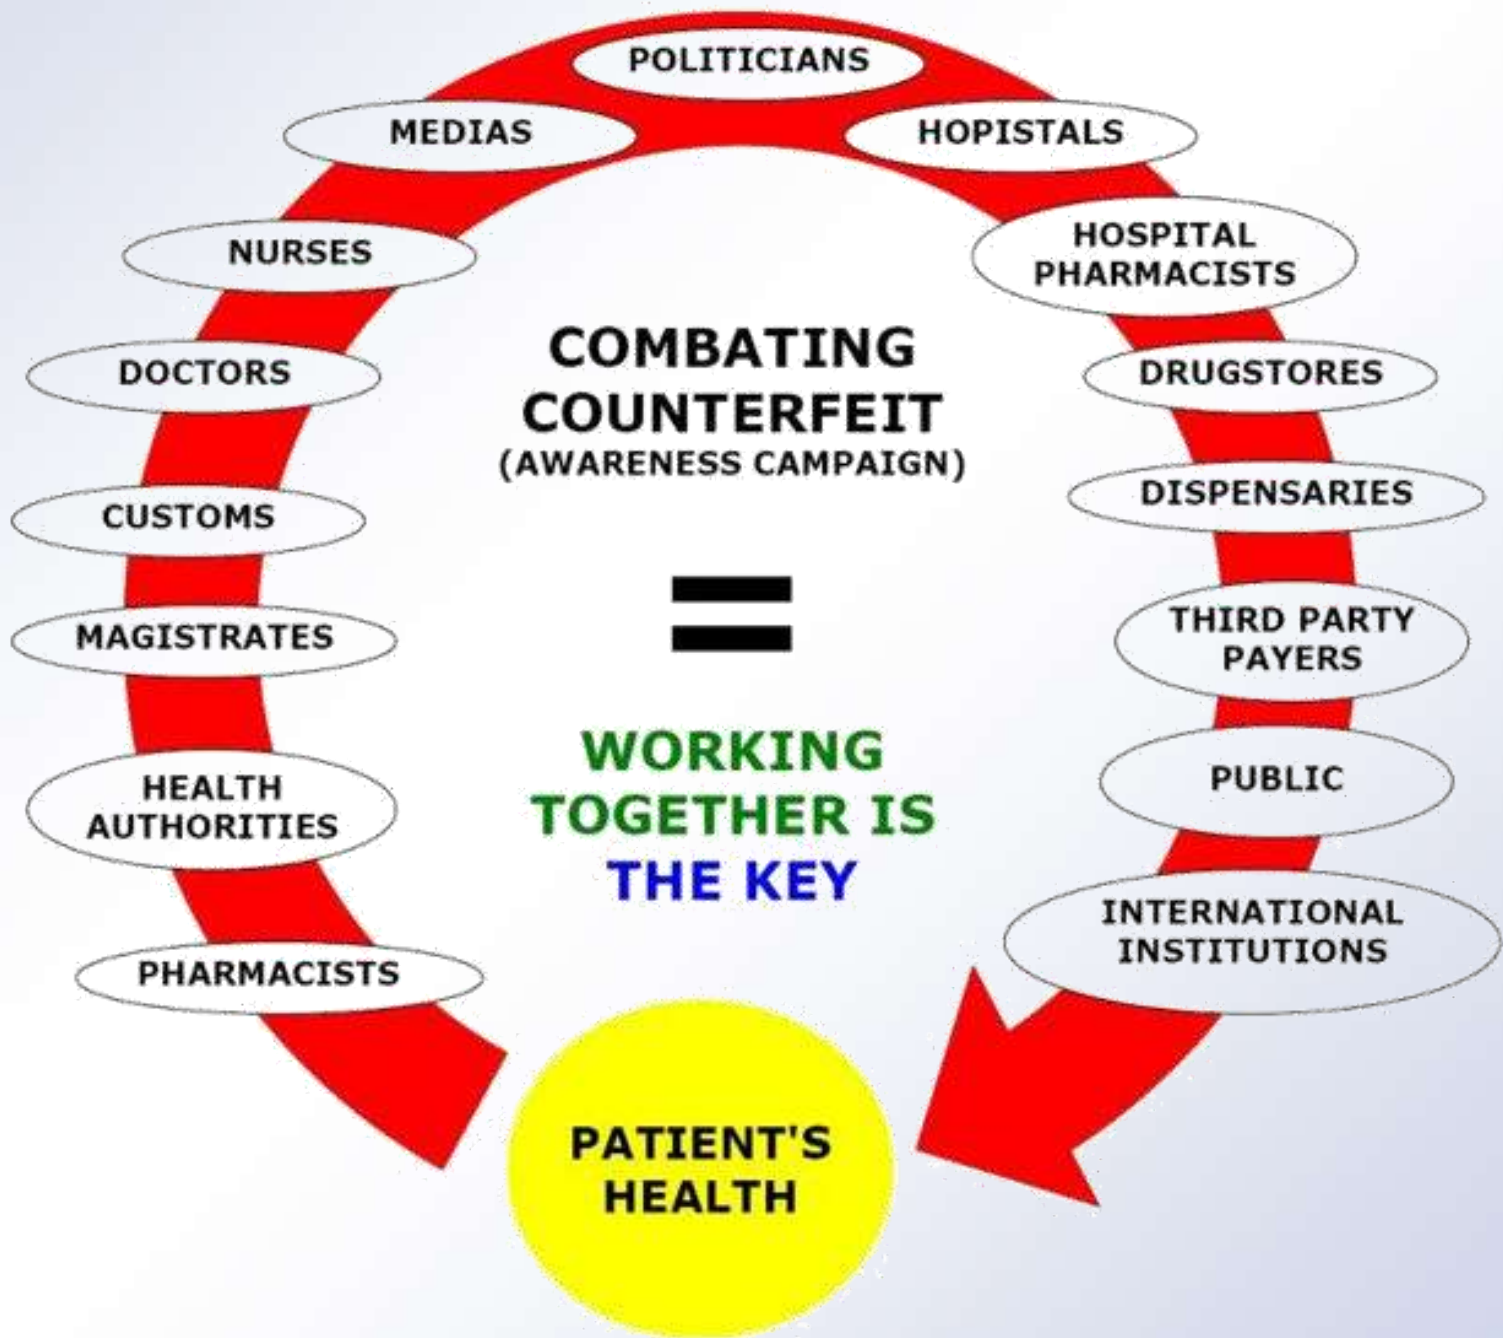 POLITICIANS
MEDIAS
HOPISTALS
NURSES
HOSPITAL
PHARMACISTS
DOCTORS
DRUGSTORES
CUSTOMS
DISPENSARIES
MAGISTRATES
THIRD PARTY
PAYERS
HEALTH
AUTHORITIES
PUBLIC
PHARMACISTS
INTERNATIONAL
INSTITUTIONS
COMBATING
COUNTERFEIT
(AWARENESS CAMPAIGN)
=
WORKING
TOGETHER IS
THE KEY
PATIENT'S
HEALTH